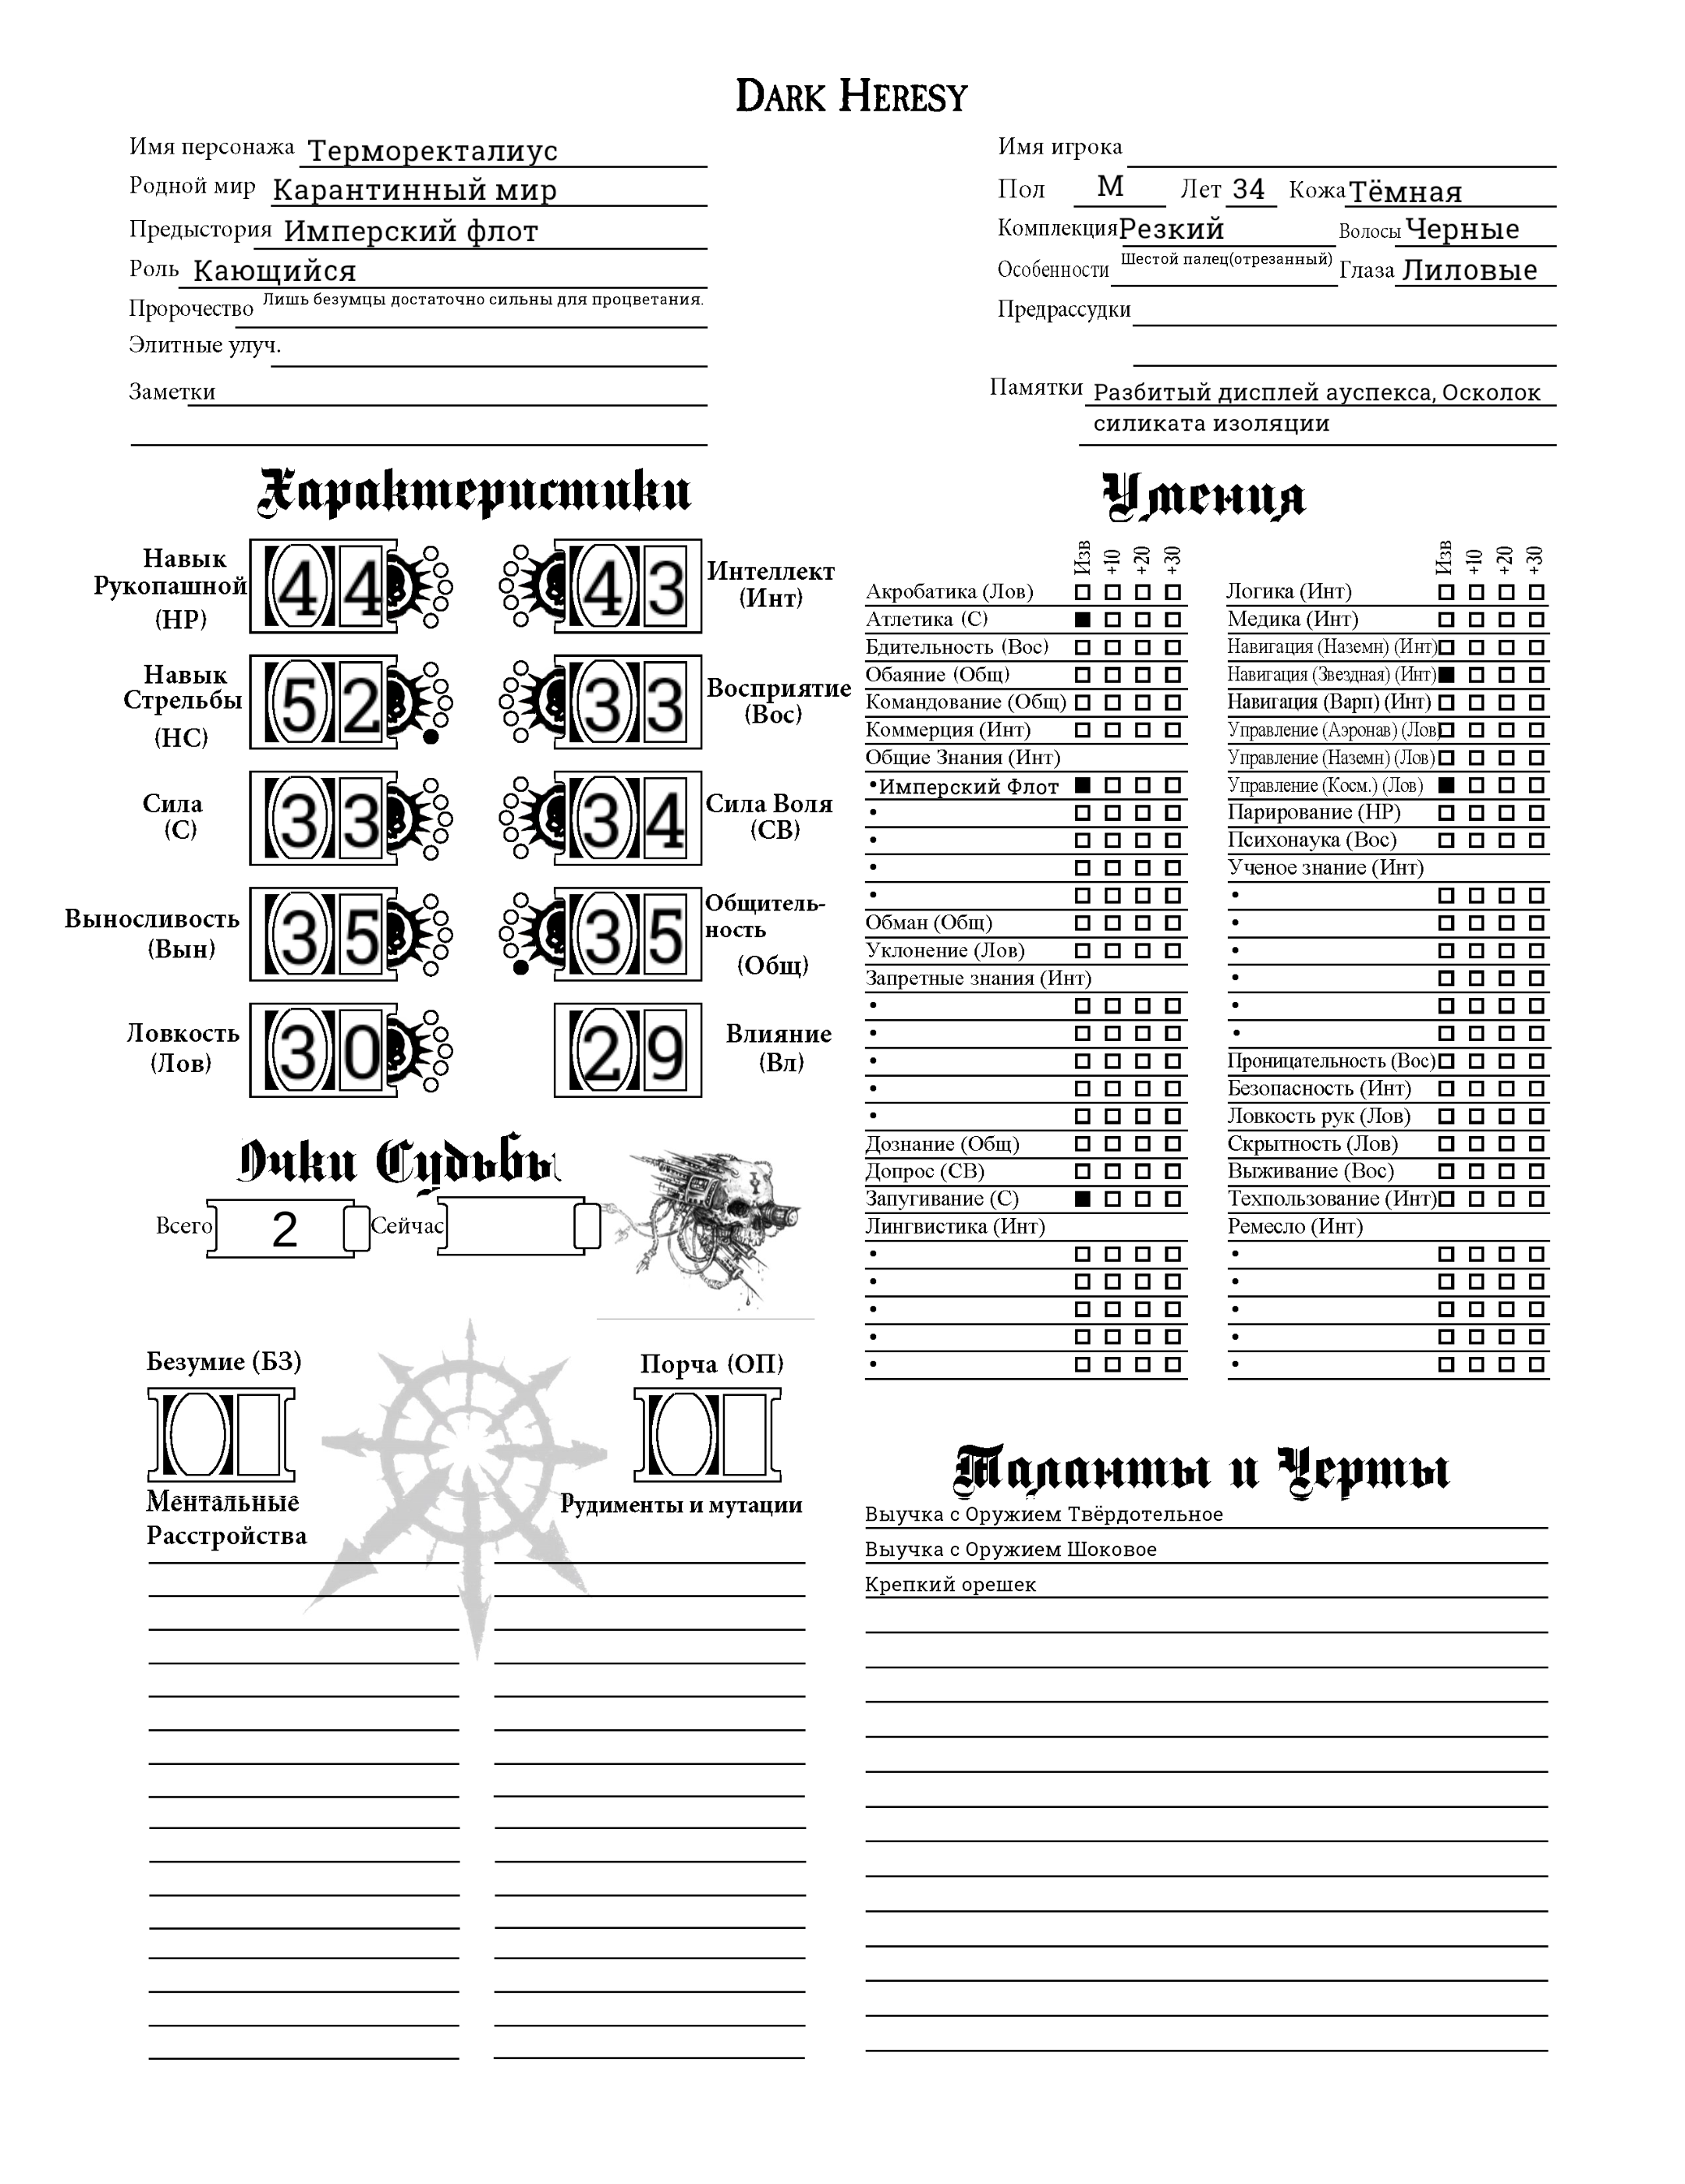 DARK HERESY
Имя персонажа Терморекталиус
Родной мир Карантинный мир
Предыстория Имперский флот
Роль Кающийся
Пророчество Лишь безумцы достаточно сильны для процветания.
Элитные улуч.
Заметки
Имя игрока
Пол М Лет 34 Кожа Тёмная
Комплекция Резкий Волосы Черные
Особенности Шестой палец(отрезанный) Глаза Лиловые
Предрассудки
Памятки Разбитый дисплей ауспекса, Осколок
силиката изоляции
Характеристики
Навык
Рукопашной
(НР)
44
43
Интеллект
(Инт)
Навык
Стрельбы
(НС)
52
33
Восприятие
(Вос)
Сила
(С)
33
34
Сила Воля
(СВ)
Выносливость
(Вын)
35
35
Общитель-
ность
(Общ)
Ловкость
(Лов)
30
29
Влияние
(Вл)
Очки Судьбы
Всего 2 Сейчас
Безумие (БЗ)
Порча (ОП)
Ментальные
Расстройства
Рудименты и мутации
Умения
Изв +10 +20 +30
Акробатика (Лов)
Атлетика (С)
Бдительность (Вос)
Обаяние (Общ)
Командование (Общ)
Коммерция (Инт)
Общие Знания (Инт)
•Имперский Флот
•
•
•
•
Обман (Общ)
Уклонение (Лов)
Запретные знания (Инт)
•
•
•
•
•
Дознание (Общ)
Допрос (СВ)
Запугивание (С)
Лингвистика (Инт)
•
•
•
•
•
Изв +10 +20 +30
Логика (Инт)
Медика (Инт)
Навигация (Наземн) (Инт)
Навигация (Звездная) (Инт)
Навигация (Варп) (Инт)
Управление (Аэронав) (Лов)
Управление (Наземн) (Лов)
Управление (Косм.) (Лов)
Парирование (НР)
Психонаука (Вос)
Ученое знание (Инт)
•
•
•
•
•
•
Проницательность (Вос)
Безопасность (Инт)
Ловкость рук (Лов)
Скрытность (Лов)
Выживание (Вос)
Техпользование (Инт)
Ремесло (Инт)
•
•
•
•
•
Таланты и Черты
Выучка с Оружием Твёрдотельное
Выучка с Оружием Шоковое
Крепкий орешек